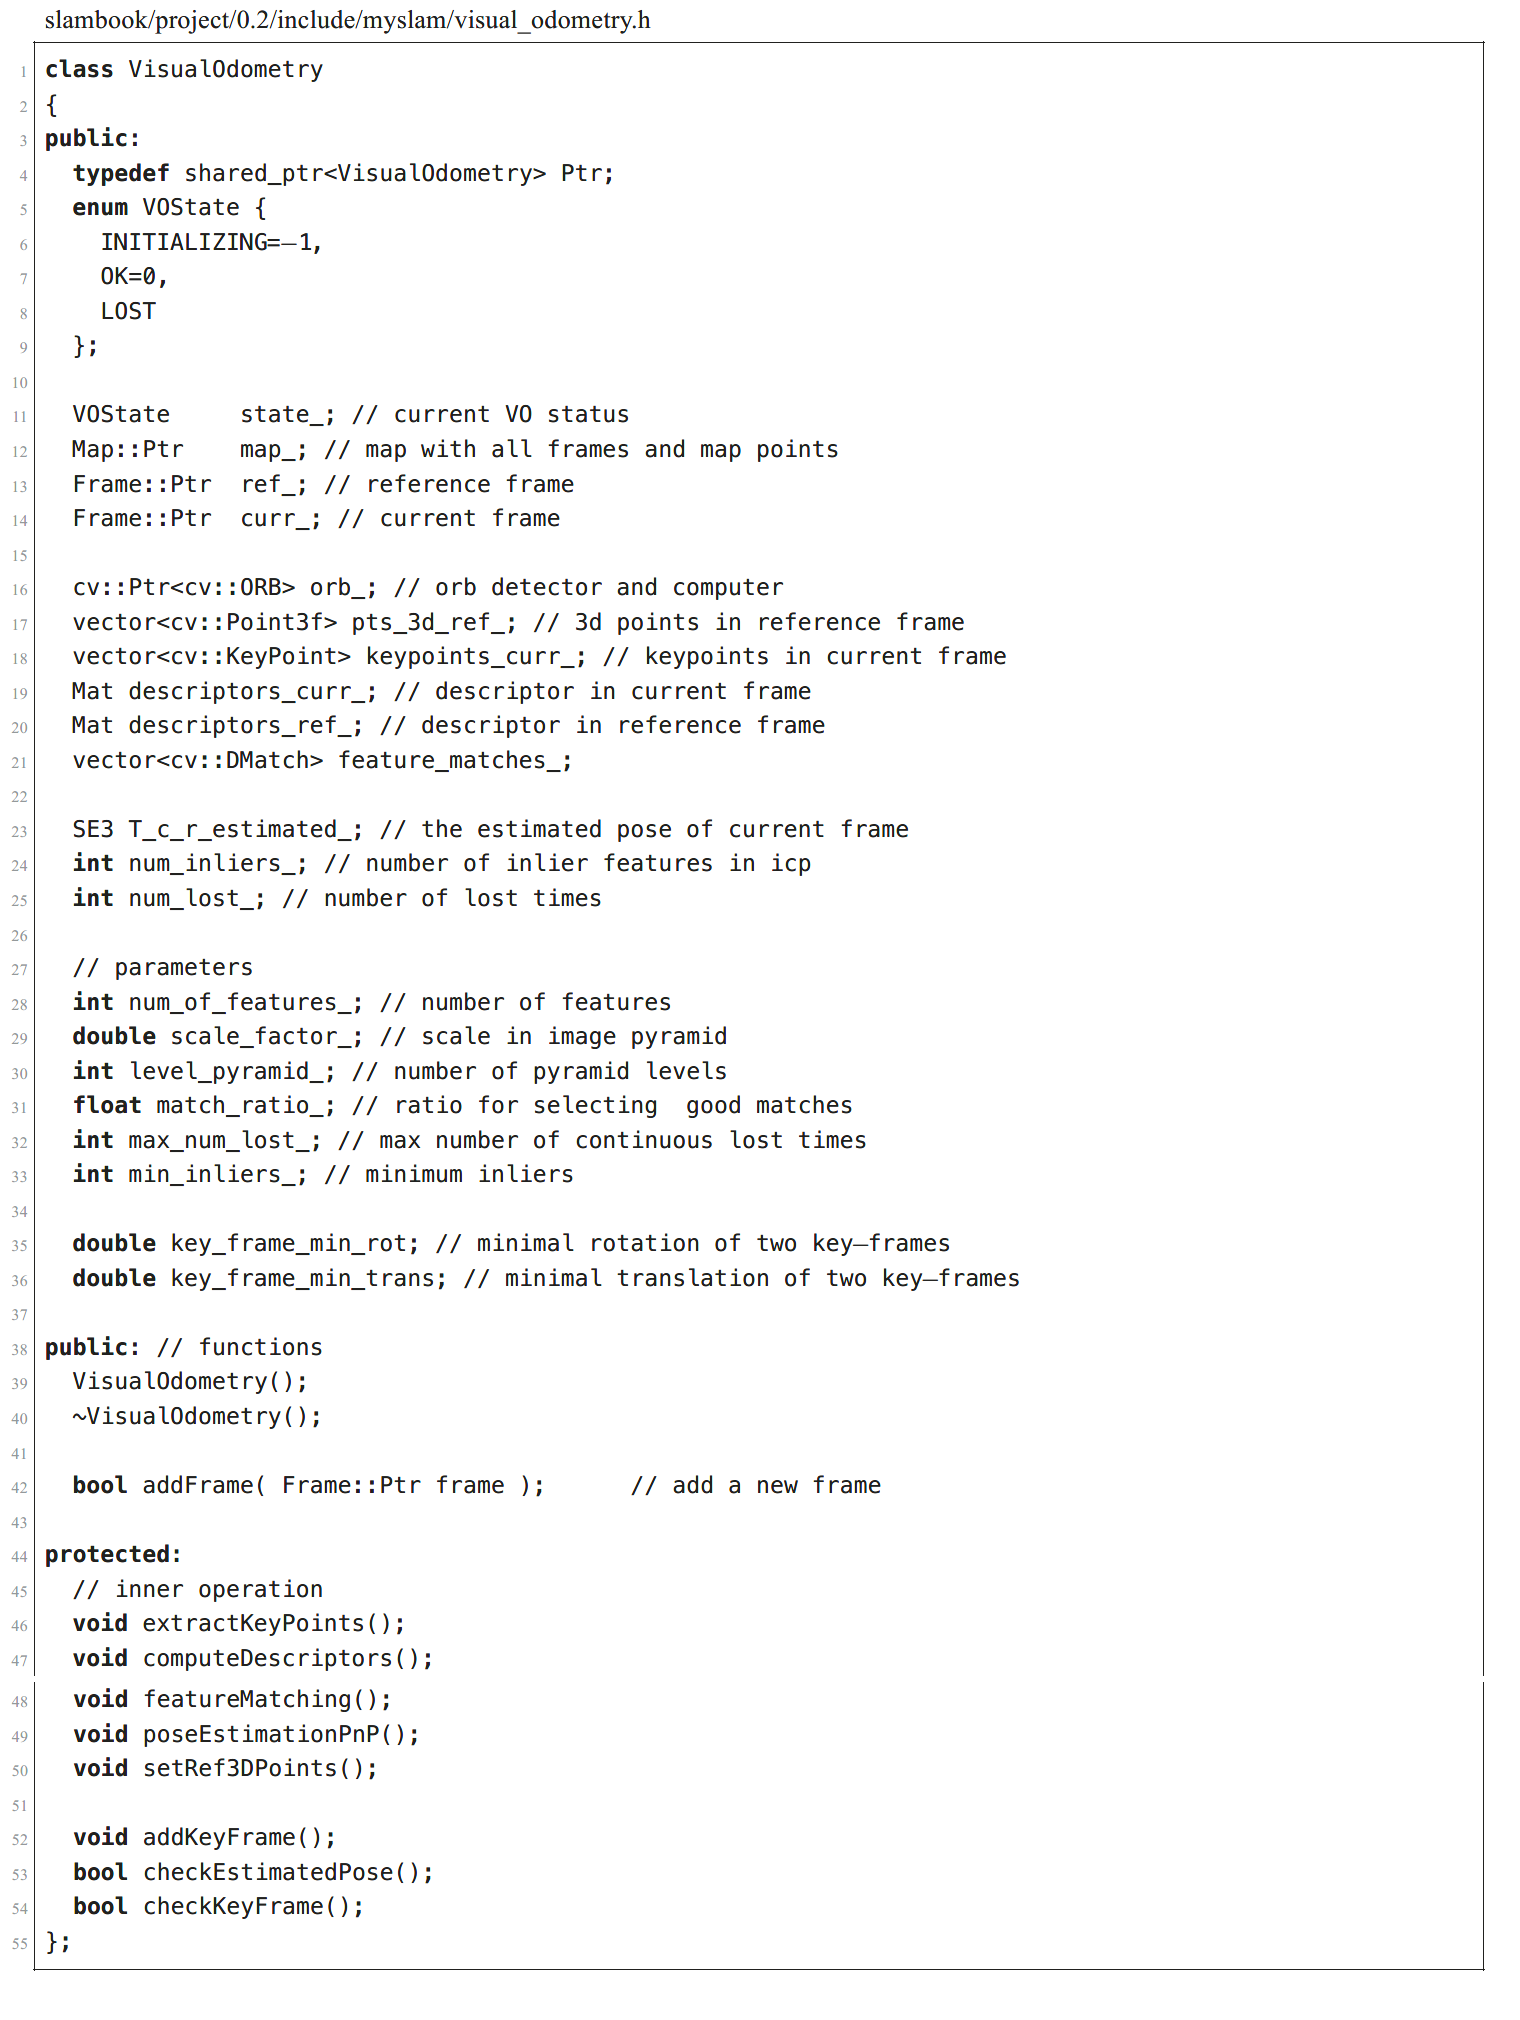 slambook/project/0.2/include/myslam/visual_odometry.h
1 class VisualOdometry
2 {
3 public:
4   typedef shared_ptr<VisualOdometry> Ptr;
5   enum VOState {
6     INITIALIZING=−1,
7     OK=0,
8     LOST
9   };
10
11   VOState     state_; // current VO status
12   Map::Ptr    map_; // map with all frames and map points
13   Frame::Ptr  ref_; // reference frame
14   Frame::Ptr  curr_; // current frame
15
16   cv::Ptr<cv::ORB> orb_; // orb detector and computer
17   vector<cv::Point3f> pts_3d_ref_; // 3d points in reference frame
18   vector<cv::KeyPoint> keypoints_curr_; // keypoints in current frame
19   Mat descriptors_curr_; // descriptor in current frame
20   Mat descriptors_ref_; // descriptor in reference frame
21   vector<cv::DMatch> feature_matches_;
22
23   SE3 T_c_r_estimated_; // the estimated pose of current frame
24   int num_inliers_; // number of inlier features in icp
25   int num_lost_; // number of lost times
26
27   // parameters
28   int num_of_features_; // number of features
29   double scale_factor_; // scale in image pyramid
30   int level_pyramid_; // number of pyramid levels
31   float match_ratio_; // ratio for selecting  good matches
32   int max_num_lost_; // max number of continuous lost times
33   int min_inliers_; // minimum inliers
34
35   double key_frame_min_rot; // minimal rotation of two key−frames
36   double key_frame_min_trans; // minimal translation of two key−frames
37
38 public: // functions
39   VisualOdometry();
40   ~VisualOdometry();
41
42   bool addFrame( Frame::Ptr frame );      // add a new frame
43
44 protected:
45   // inner operation
46   void extractKeyPoints();
47   void computeDescriptors();
48   void featureMatching();
49   void poseEstimationPnP();
50   void setRef3DPoints();
51
52   void addKeyFrame();
53   bool checkEstimatedPose();
54   bool checkKeyFrame();
55 };